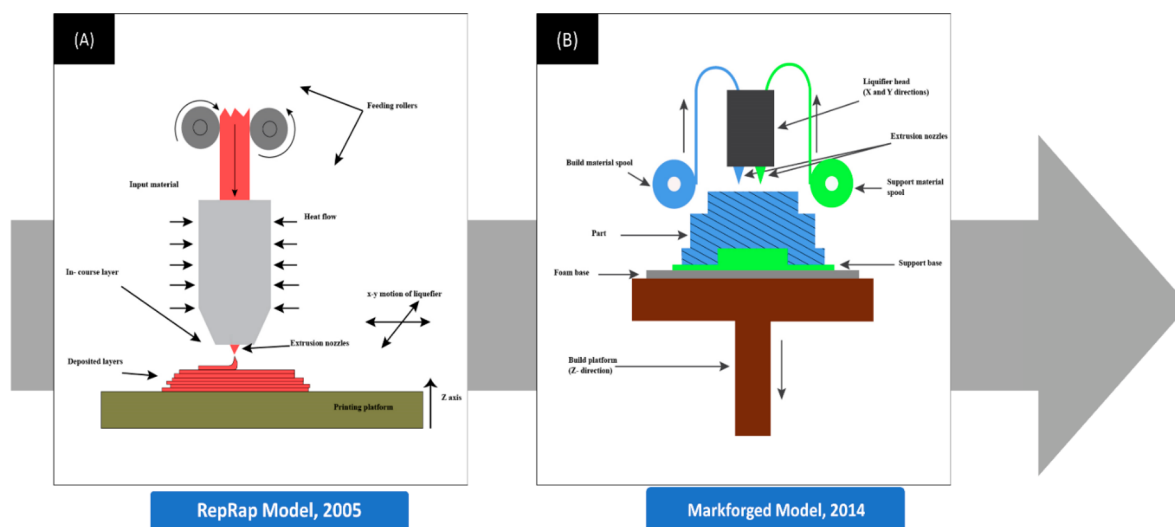 (A)
Feeding rollers
Input material
Heat flow
In- course layer
x-y motion of liquefier
Extrusion nozzles
Deposited layers
Z axis
Printing platform
RepRap Model, 2005
(B)
Liquifier head
(X and Y directions)
Extrusion nozzles
Build material spool
Support material
spool
Part
Support base
Foam base
Build platform
(Z- direction)
Markforged Model, 2014